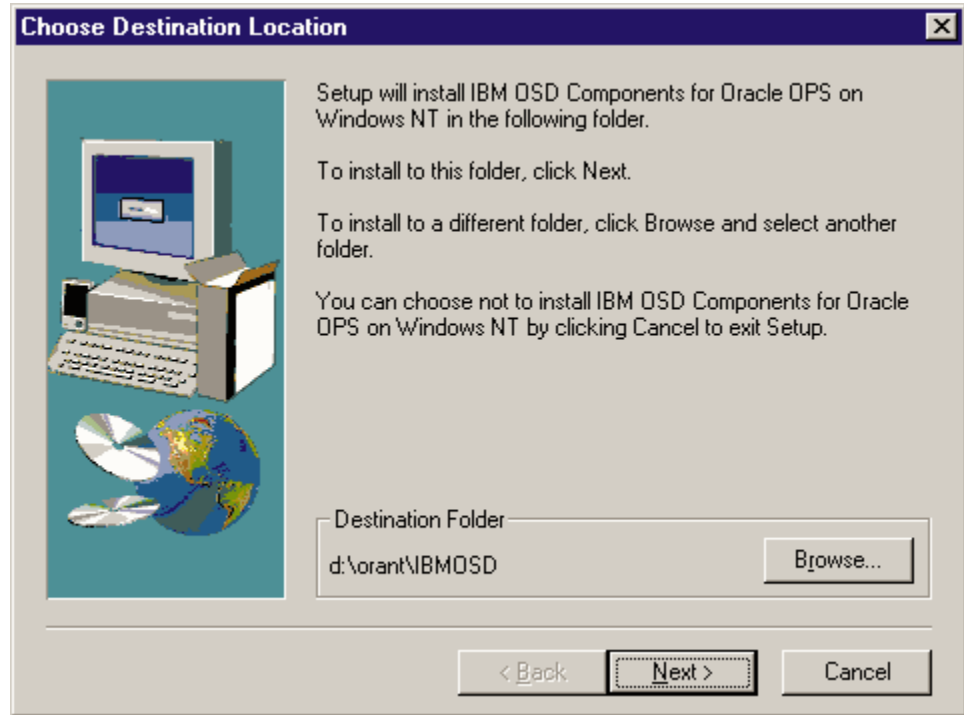 Choose Destination Location
Setup will install IBM OSD Components for Oracle OPS on
Windows NT in the following folder.
To install to this folder, click Next.
To install to a different folder, click Browse and select another
folder.
You can choose not to install IBM OSD Components for Oracle
OPS on Windows NT by clicking Cancel to exit Setup.
Destination Folder
d:\orant\IBMOSD
Browse...
< Back
Next >
Cancel